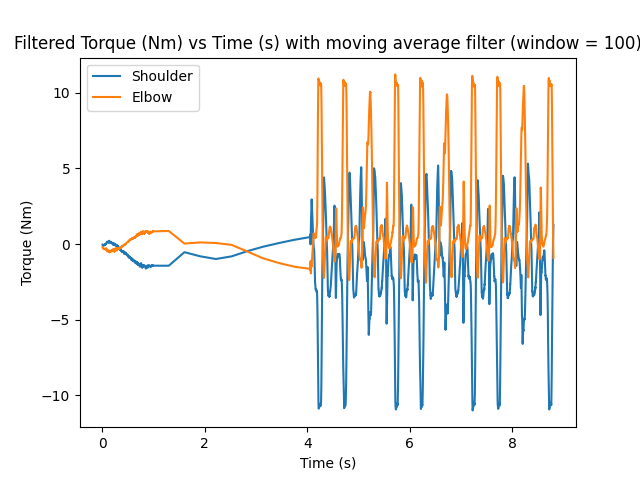 Filtered Torque (Nm) vs Time (s) with moving average filter (window = 100)
Shoulder
Elbow
10
5
0
−5
−10
Torque (Nm)
0 2 4 6 8
Time (s)